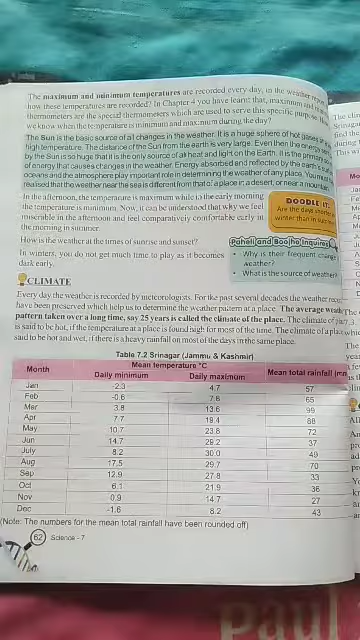 The maximum and minimum temperatures are recorded every day, in the weather
how these temperatures are recorded? In Chapter 4 you have learnt that, maximum and
thermometers are the special thermometers which are used to serve this specific purpose.
we know when the temperature is minimum and maximum during the day?
The Sun is the basic source of all changes in the weather. It is a huge sphere of hot gases at
high temperature. The distance of the Sun from the earth is very large. Even then the energy
by the Sun is so huge that it is the only source of all heat and light on the Earth. It is the primary
of energy that causes changes in the weather. Energy absorbed and reflected by the earth's
oceans and the atmosphere play important role in determining the weather of any place. You must
realised that the weather near the sea is different from that of a place in a desert, or near a mountain.
In the afternoon, the temperature is maximum while in the early morning
the temperature is minimum. Now, it can be understood that why we feel
miserable in the afternoon and feel comparatively comfortable early in
the morning in summer.
DOODLE IT:
Are the days shorter in
winter than in
How is the weather at the times of sunrise and sunset?
In winters, you do not get much time to play as it becomes
dark early.
Paheli and Boojho Inquires
• Why is their frequent change
weather?
• What is the source of weather?
CLIMATE
Every day the weather is recorded by meteorologists. For the past several decades the weather
have been preserved which help us to determine the weather pattern at a place. The average weather
pattern taken over a long time, say 25 years is called the climate of the place. The climate of
is said to be hot, if the temperature at a place is found high for most of the time. The climate of a place
said to be hot and wet, if there is a heavy rainfall on most of the days in the same place.
Table 7.2 Srinagar (Jammu & Kashmir)
Month Mean temperature °C Mean total rainfall
Daily minimum Daily maximum
Jan -2.3 4.7 57
Feb -0.6 7.8 65
Mar 3.8 13.6 99
Apr 7.7 19.4 88
May 10.7 23.8 72
Jun 14.7 29.2 37
July 8.2 30.0 49
Aug 17.5 29.7 70
Sep 12.9 27.8 33
Oct 6.1 21.9 36
Nov 0.9 14.7 27
Dec -1.6 8.2 43
(Note: The numbers for the mean total rainfall have been rounded off)
62 Science - 7